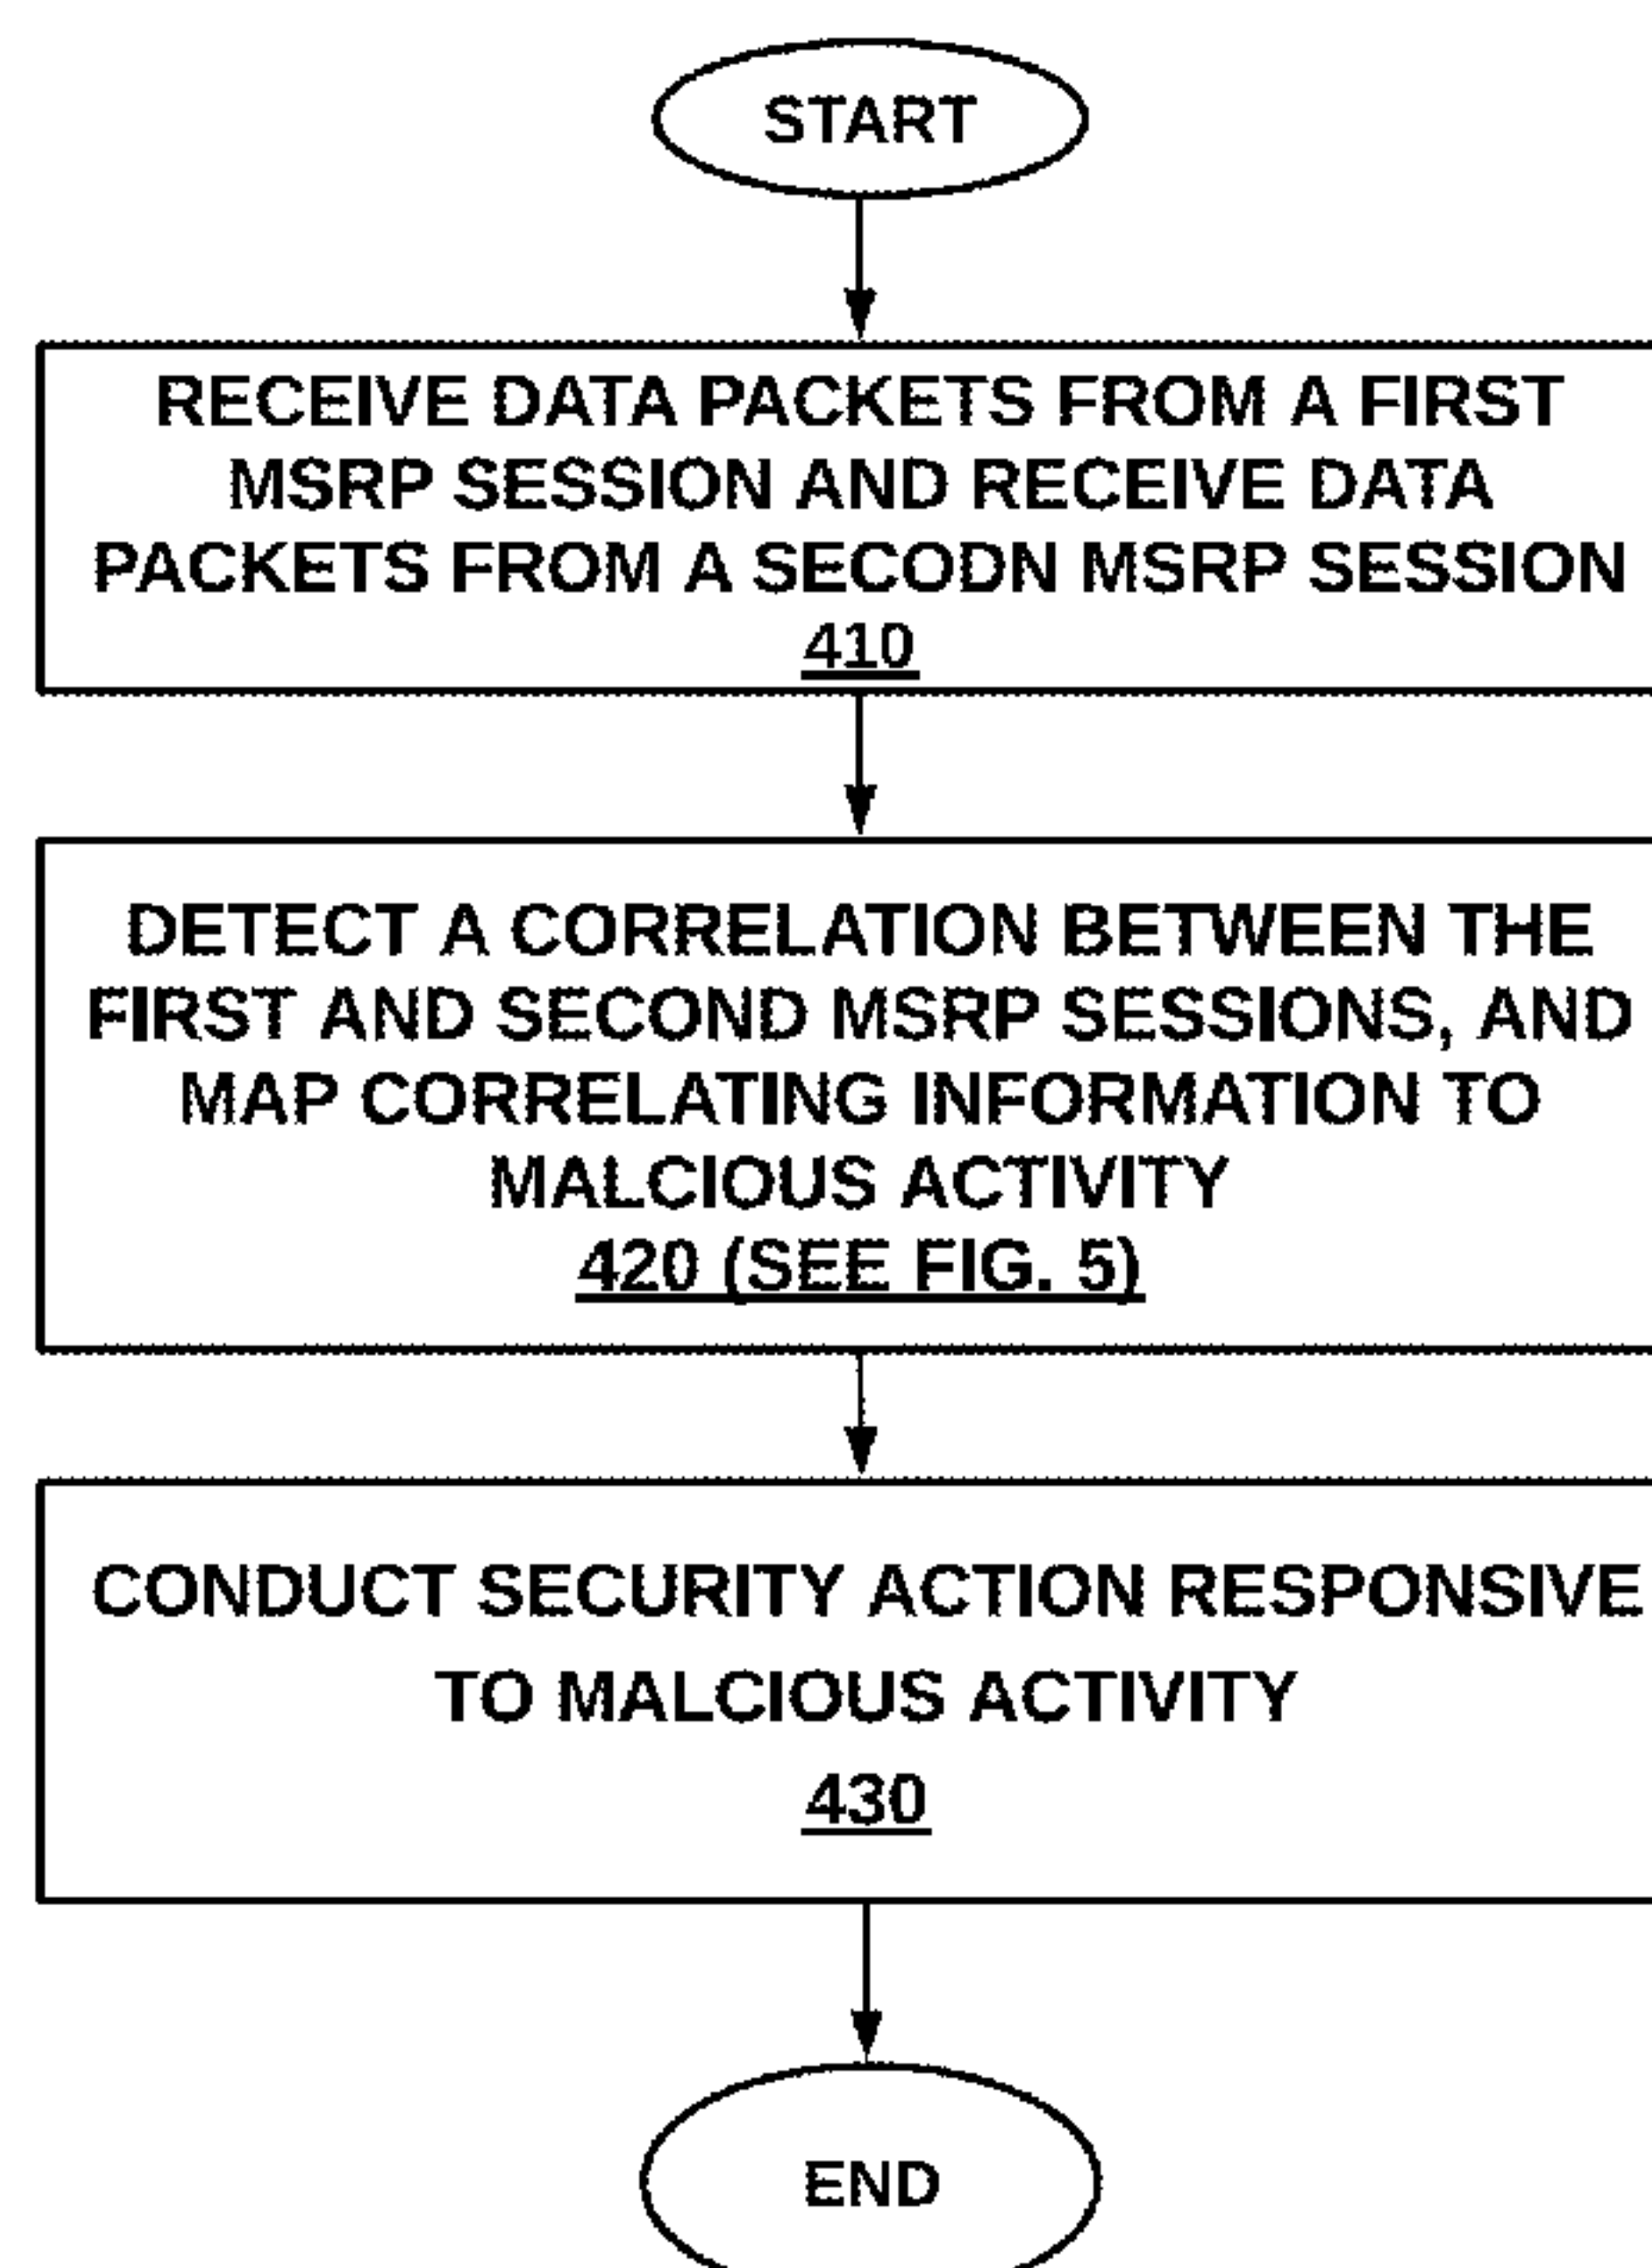 START
RECEIVE DATA PACKETS FROM A FIRST
MSRP SESSION AND RECEIVE DATA
PACKETS FROM A SECODN MSRP SESSION
410
DETECT A CORRELATION BETWEEN THE
FIRST AND SECOND MSRP SESSIONS, AND
MAP CORRELATING INFORMATION TO
MALCIOUS ACTIVITY
420 (SEE FIG. 5)
CONDUCT SECURITY ACTION RESPONSIVE
TO MALCIOUS ACTIVITY
430
END